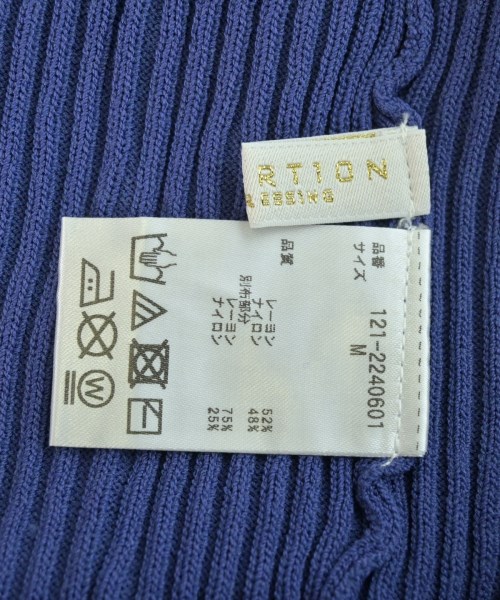 RTION
DRESSING
品番 121-2240601
サイズ M
品質
レーヨン 52%
ナイロン 48%
別布部分
レーヨン 75%
ナイロン 25%
W